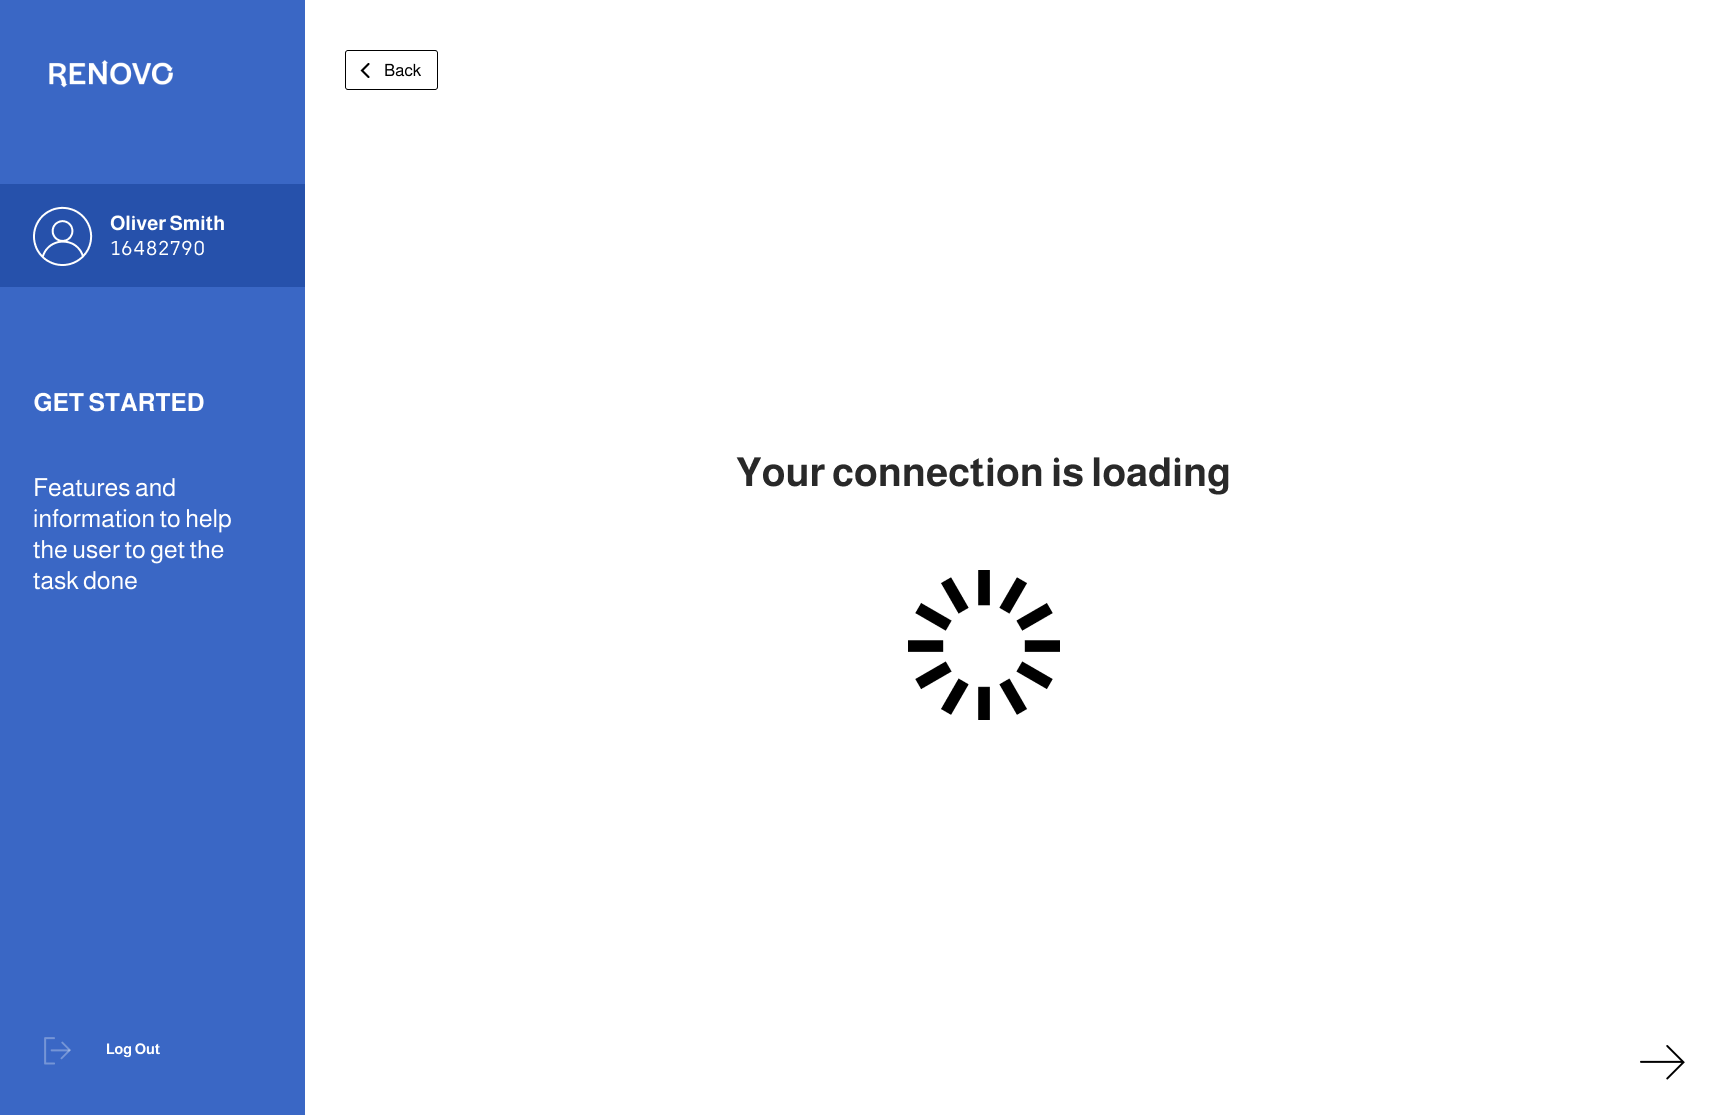 RENOVO
Back
Oliver Smith
16482790
GET STARTED
Features and
information to help
the user to get the
task done
Your connection is loading
Log Out